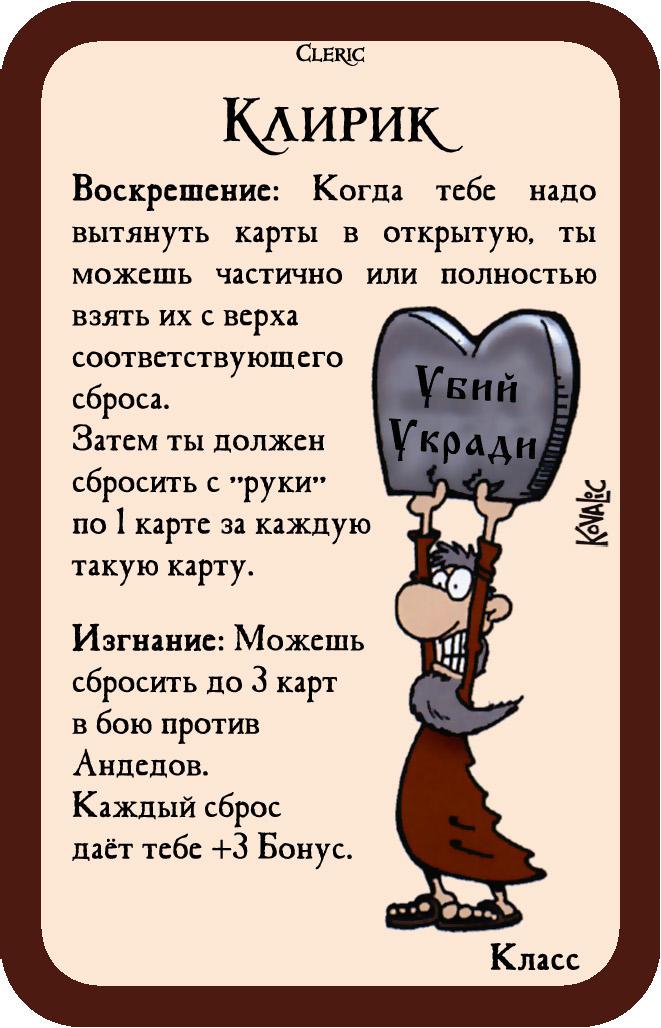 Cleric
Клирик
Воскрешение: Когда тебе надо
вытянуть карты в открытую, ты
можешь частично или полностью
взять их с верха
соответствующего
сброса.
Затем ты должен
сбросить с ”руки”
по 1 карте за каждую
такую карту.
Убий
Укради
Kovalic
Изгнание: Можешь
сбросить до 3 карт
в бою против
Андедов.
Каждый сброс
даёт тебе +3 Бонус.
Класс